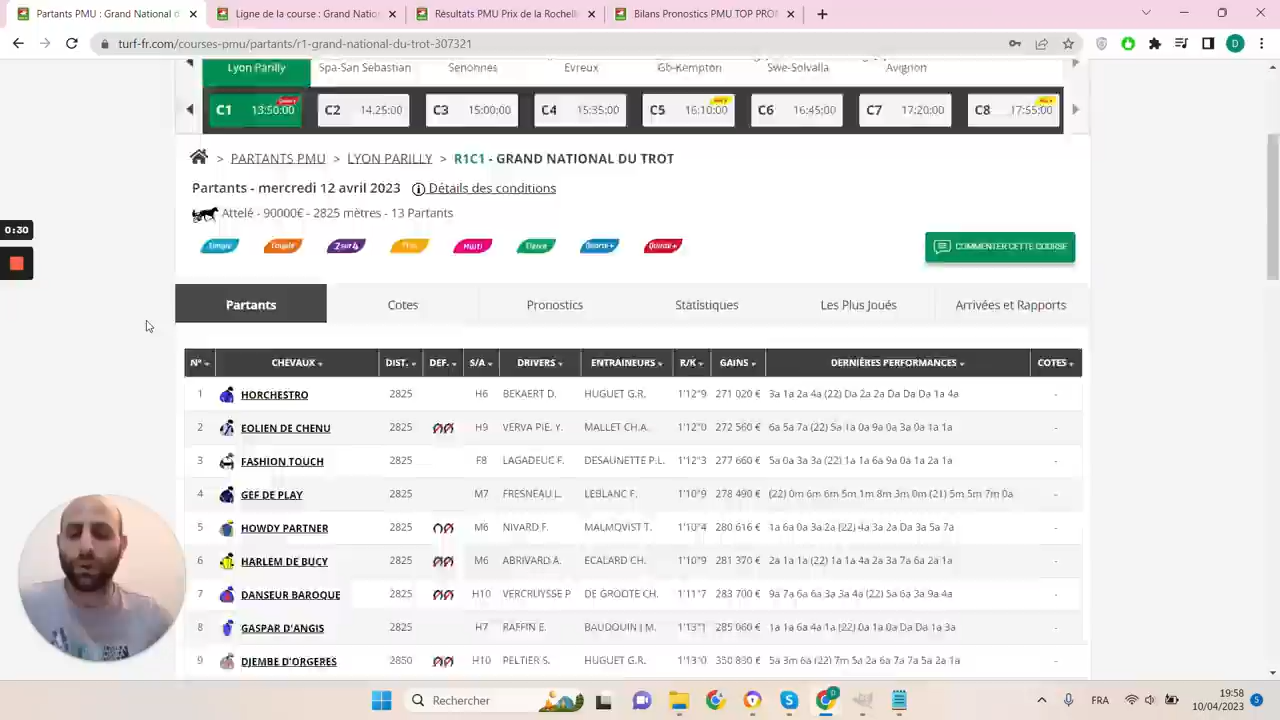 Partants PMU : Grand National d
Ligne de la course : Grand Nation
Résultats PMU Prix de la Rochelle
Bilans Pronostics PMU TOP PRON
turf-fr.com/courses-pmu/partants/r1-grand-national-du-trot-307321
Lyon Parilly Spa-San Sebastian Senonnes Evreux Gb-Kempton Swe-Solvalla Avignon
C1 13:50:00 C2 14:25:00 C3 15:00:00 C4 15:35:00 C5 16:10:00 C6 16:45:00 C7 17:20:00 C8 17:55:00
> PARTANTS PMU > LYON PARILLY > R1C1 - GRAND NATIONAL DU TROT
Partants - mercredi 12 avril 2023 Détails des conditions
Attelé - 90000€ - 2825 mètres - 13 Partants
Simple Couplé 2 sur 4 Trio Multi Tiercé Quarté+ Quinté+
COMMENTER CETTE COURSE
0:30
Partants Cotes Pronostics Statistiques Les Plus Joués Arrivées et Rapports
N° CHEVAUX DIST. DEF. S/A DRIVERS ENTRAINEURS R/K GAINS DERNIÈRES PERFORMANCES COTES
1 HORCHESTRO 2825 H6 BEKAERT D. HUGUET G.R. 1'12"9 271 020 € 3a 1a 2a 4a (22) Da 2a 2a Da Da Da 1a 4a -
2 EOLIEN DE CHENU 2825 H9 VERVA PIE. Y. MALLET CH.A. 1'12"0 272 560 € 6a 5a 7a (22) 5a 1a 0a 9a 0a 3a 0a 1a 1a -
3 FASHION TOUCH 2825 F8 LAGADEUC F. DESAUNETTE P.L. 1'12"3 277 660 € 5a 0a 3a 3a (22) 1a 1a 6a 9a 0a 1a 2a 1a -
4 GEF DE PLAY 2825 M7 FRESNEAU L. LEBLANC F. 1'10"9 278 490 € (22) 0m 6m 6m 5m 1m 8m 3m 0m (21) 5m 5m 7m 0a -
5 HOWDY PARTNER 2825 M6 NIVARD F. MALMQVIST T. 1'10"4 280 616 € 1a 6a 0a 3a 2a (22) 4a 3a 2a Da 3a 5a 7a -
6 HARLEM DE BUCY 2825 M6 ABRIVARD A. ECALARD CH. 1'10"9 281 370 € 2a 1a 1a (22) 1a 1a 4a 2a 3a 7a 6a 2a 1a -
7 DANSEUR BAROQUE 2825 H10 VERCRUYSSE P DE GROOTE CH. 1'11"7 283 700 € 9a 7a 6a 6a 3a 3a 4a (22) 5a 6a 3a 9a 4a -
8 GASPAR D'ANGIS 2825 H7 RAFFIN E. BAUDOUIN J M. 1'13"1 285 060 € 1a 1a 6a 4a 1a (22) 0a 1a 0a Da Da 1a 3a -
9 DJEMBE D'ORGERES 2850 H10 PELTIER S. HUGUET G.R. 1'13"0 350 880 € 5a 3m 6a (22) 7m 5a 2a 6a 7a 7a 5a 2a 1a -
Rechercher
FRA
19:58
10/04/2023